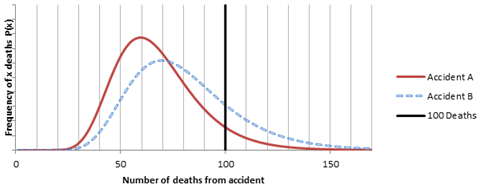 Frequency of x deaths P(x)
Accident A
Accident B
100 Deaths
0 50 100 150
Number of deaths from accident